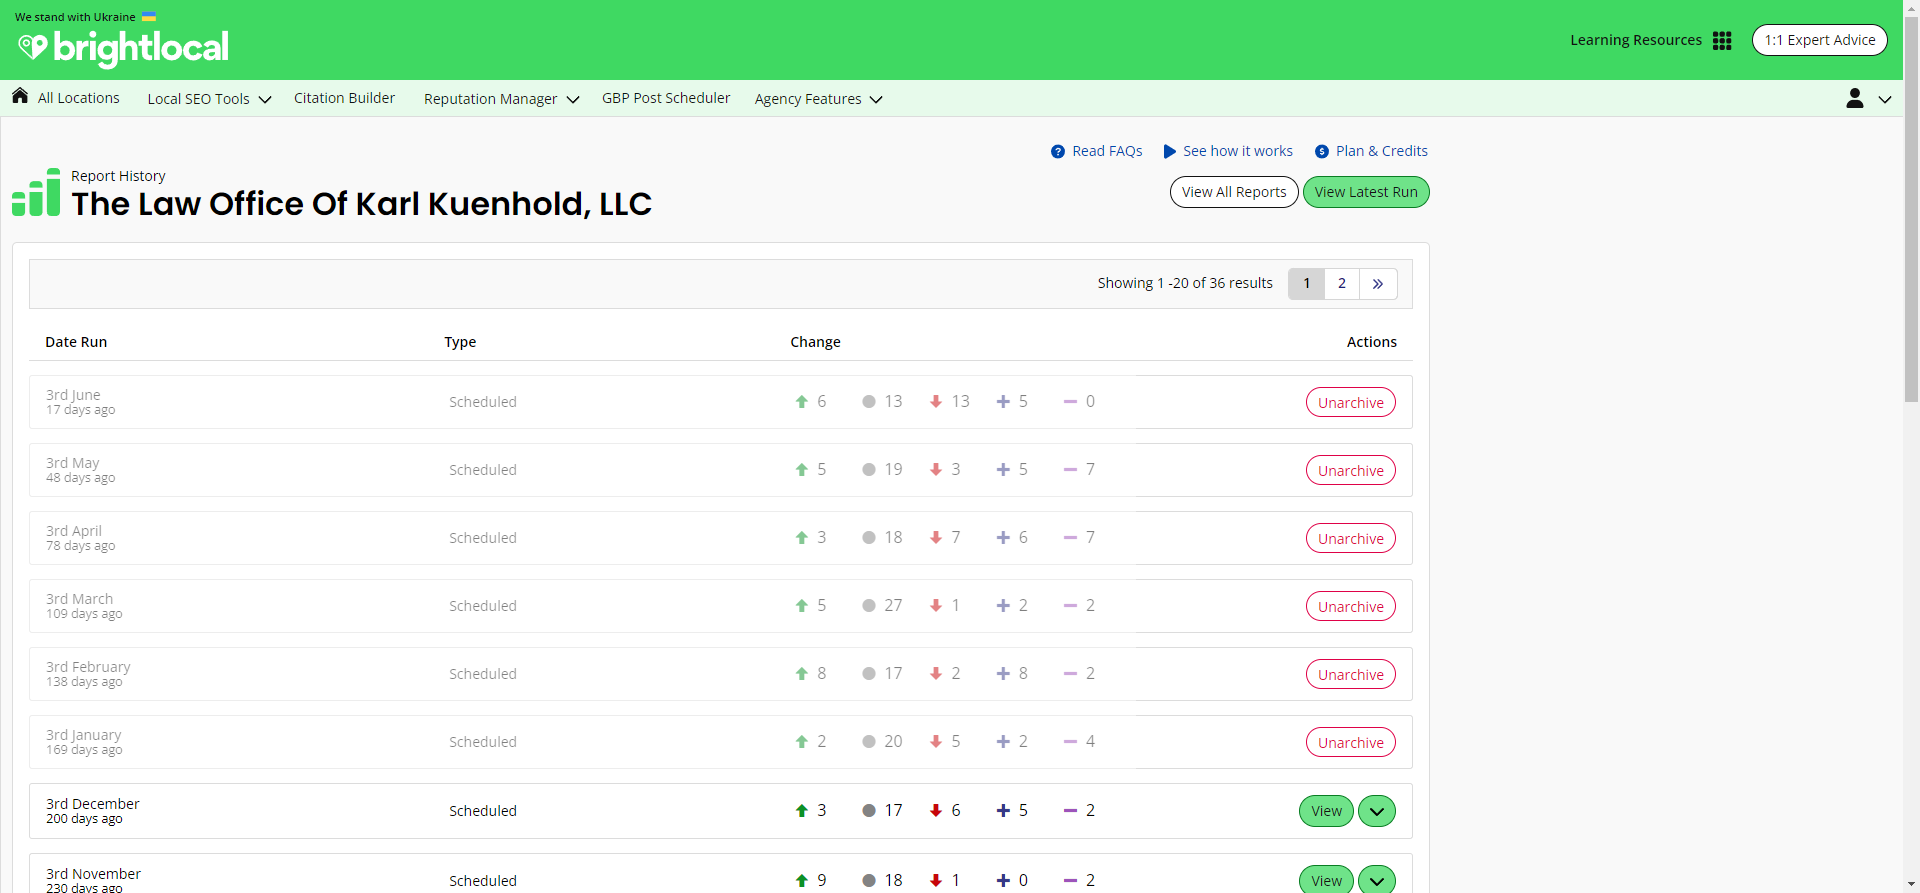 We stand with Ukraine
brightlocal
Learning Resources
1:1 Expert Advice
All Locations
Local SEO Tools
Citation Builder
Reputation Manager
GBP Post Scheduler
Agency Features
Read FAQs
See how it works
Plan & Credits
Report History
The Law Office Of Karl Kuenhold, LLC
View All Reports
View Latest Run
Showing 1 -20 of 36 results
1
2
»
Date Run Type Change Actions
3rd June
17 days ago
Scheduled 6 13 13 5 0 Unarchive
3rd May
48 days ago
Scheduled 5 19 3 5 7 Unarchive
3rd April
78 days ago
Scheduled 3 18 7 6 7 Unarchive
3rd March
109 days ago
Scheduled 5 27 1 2 2 Unarchive
3rd February
138 days ago
Scheduled 8 17 2 8 2 Unarchive
3rd January
169 days ago
Scheduled 2 20 5 2 4 Unarchive
3rd December
200 days ago
Scheduled 3 17 6 5 2 View
3rd November
230 days ago
Scheduled 9 18 1 0 2 View